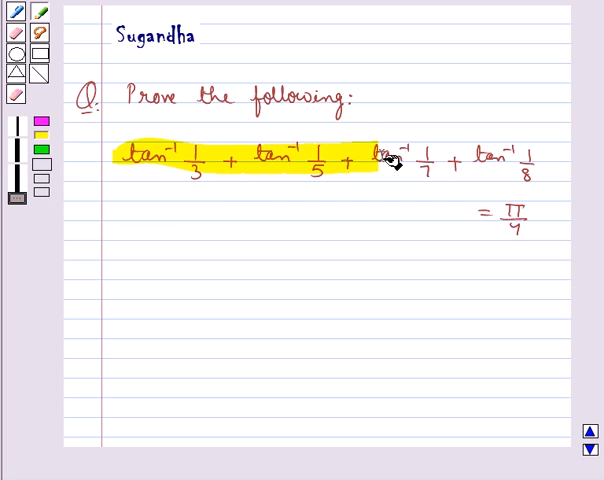 Sugandha
Q: Prove the following:
tan⁻¹ 1/3 + tan⁻¹ 1/5 + tan⁻¹ 1/7 + tan⁻¹ 1/8
= π/4